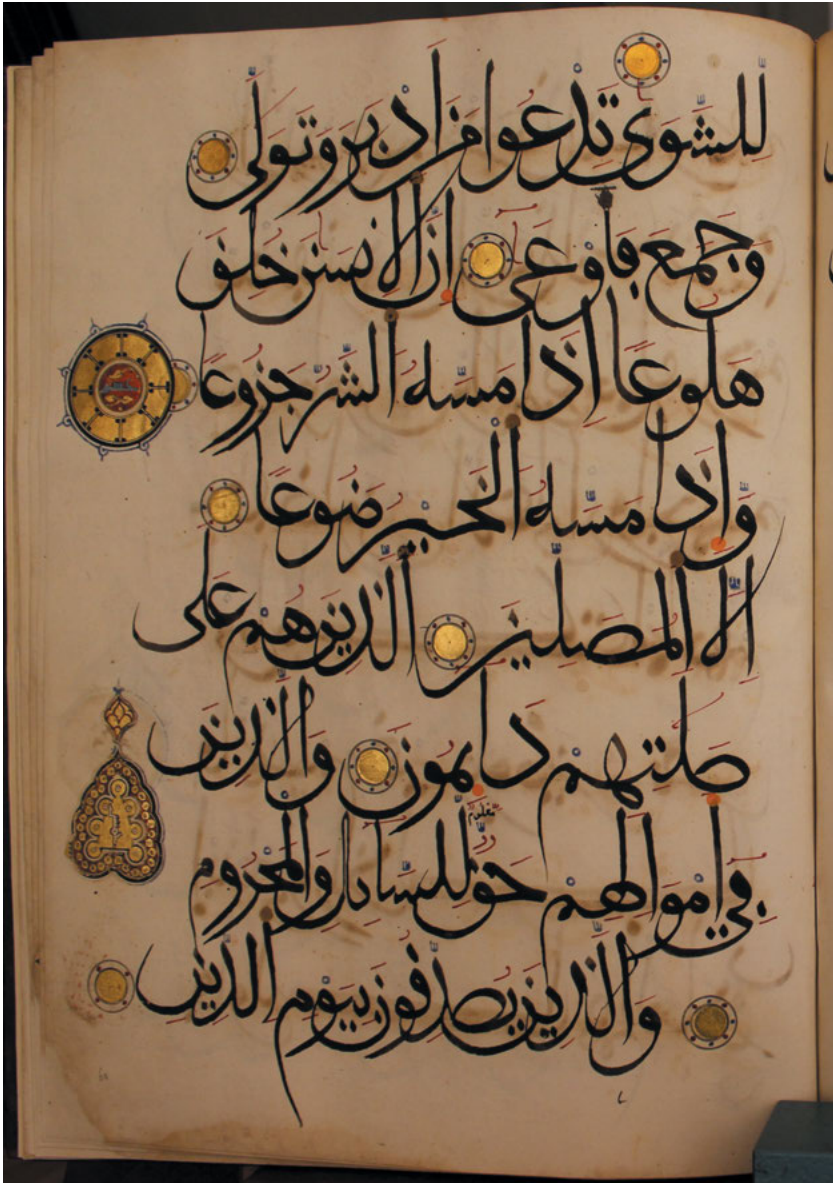 للشوى تدعوا من ادبر وتولى
وجمع فاوعى ان الانسن خلق
هلوعا اذا مسه الشر جزوعا
واذا مسه الخير منوعا
الا المصلين الذين هم على
صلتهم دايمون والذين
معلوم
في اموالهم حق للسايل والمحروم
والذين يصدقون بيوم الدين